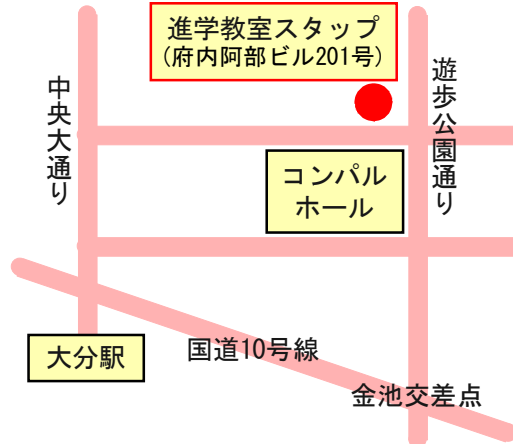 進学教室スタップ
(府内阿部ビル201号)
中央大通り
遊歩公園通り
コンパル
ホール
大分駅
国道10号線
金池交差点